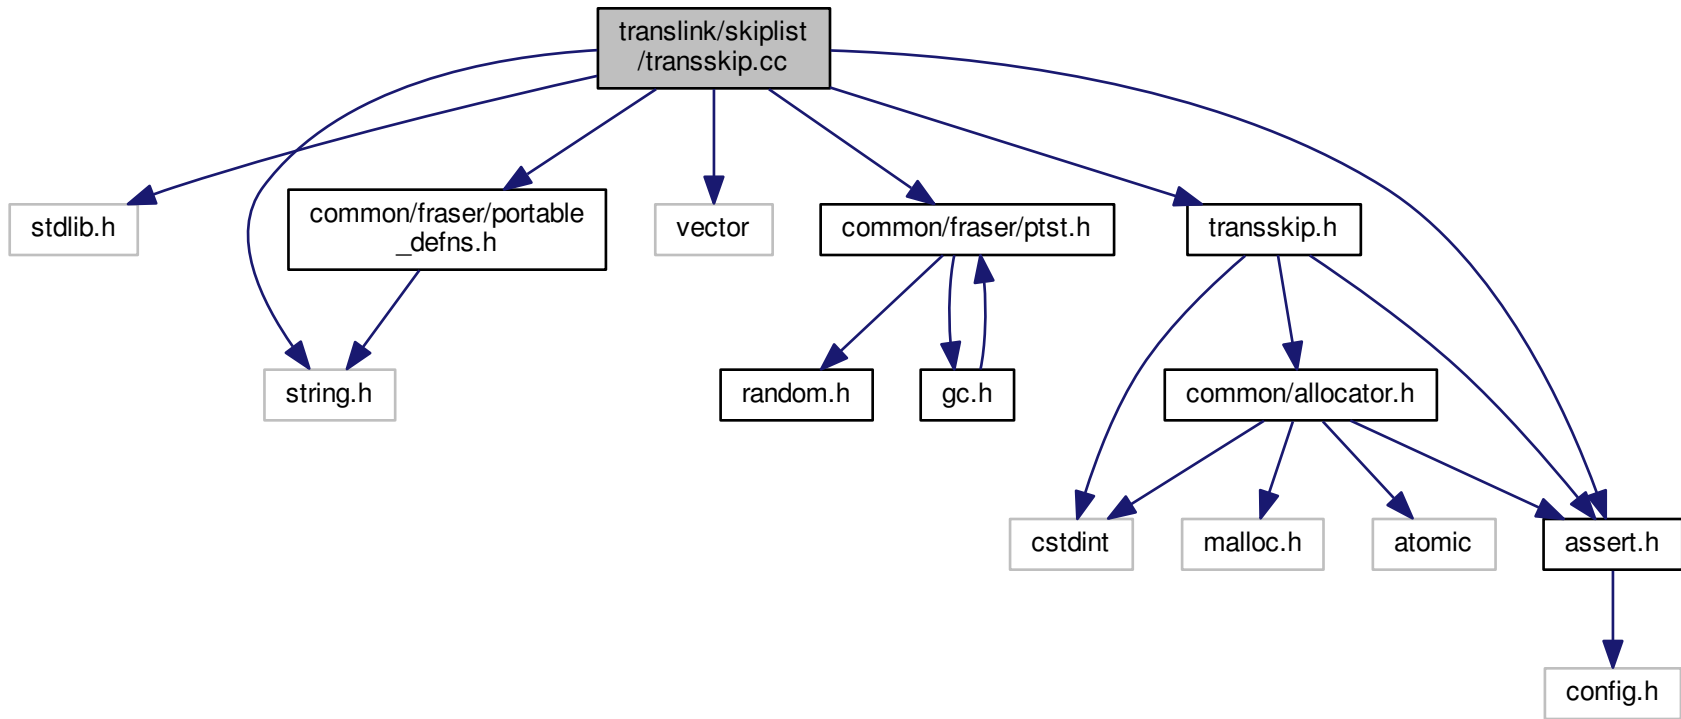 translink/skiplist
/transskip.cc
stdlib.h
common/fraser/portable
_defns.h
vector
common/fraser/ptst.h
transskip.h
string.h
random.h
gc.h
common/allocator.h
cstdint
malloc.h
atomic
assert.h
config.h